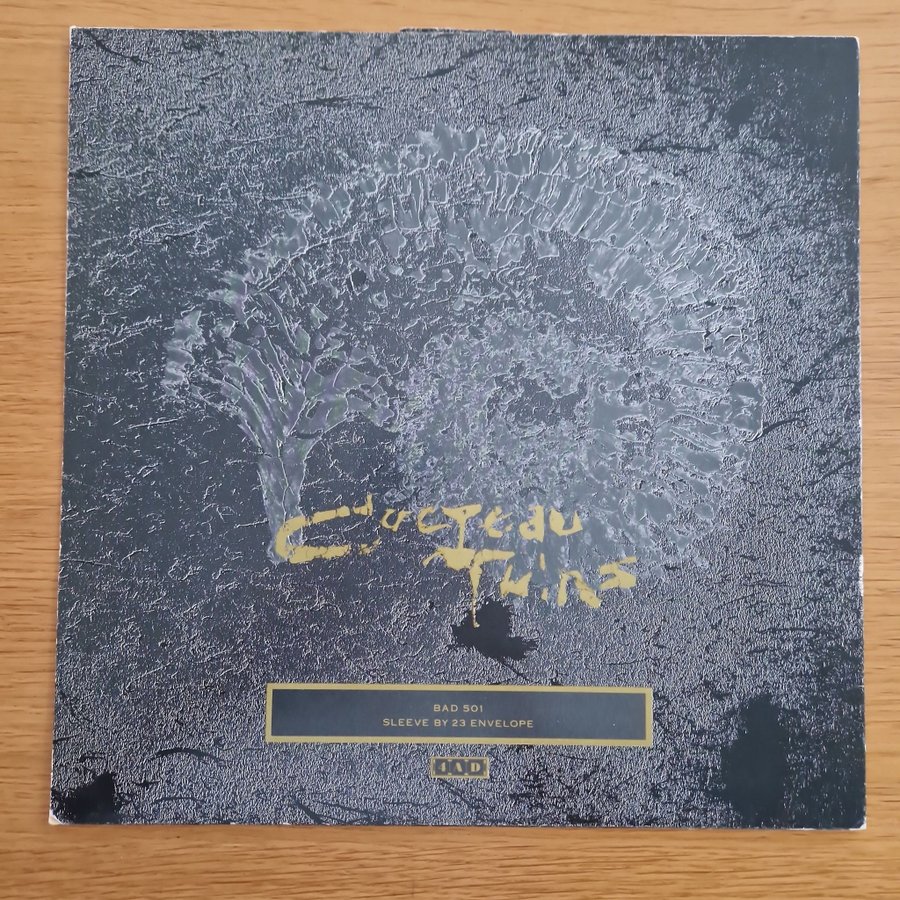 Cocteau
Twins
BAD 501
SLEEVE BY 23 ENVELOPE
4AD